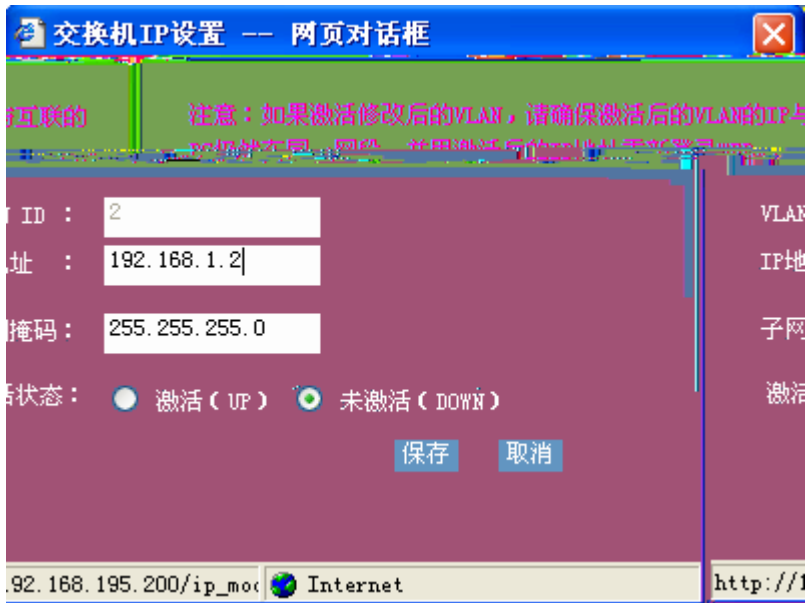 交换机IP设置 -- 网页对话框
互联的
注意：如果激活修改后的VLAN，请确保激活后的VLAN的IP与
ID ：
2
VLAN
址 ：
192.168.1.2
IP地
掩码：
255.255.255.0
子网
状态：
激活（UP）
未激活（DOWN）
激活
保存
取消
.92.168.195.200/ip_mo
Internet
http://1